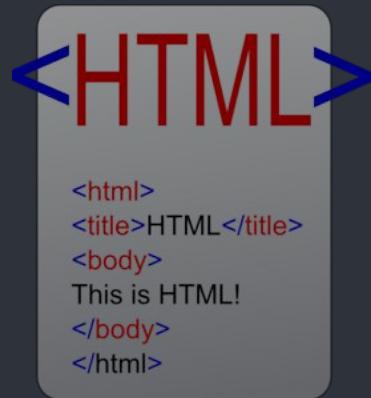 <HTML>
<html>
<title>HTML</title>
<body>
This is HTML!
</body>
</html>